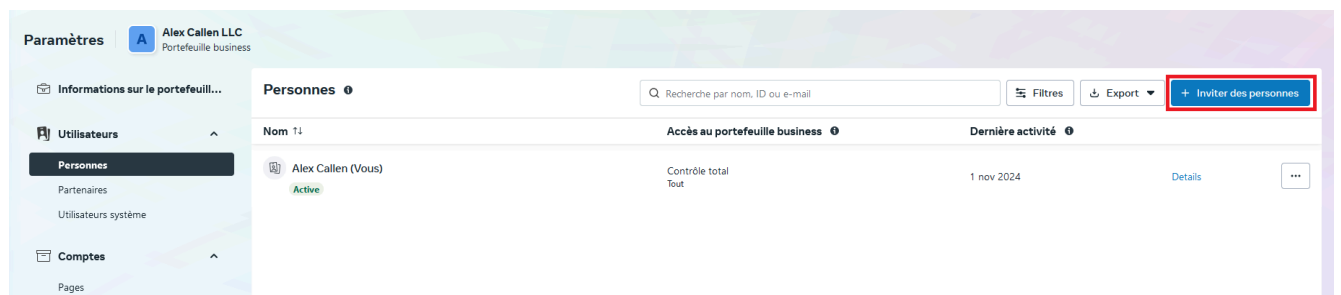 Paramètres
A
Alex Callen LLC
Portefeuille business
Informations sur le portefeuill...
Utilisateurs
Personnes
Partenaires
Utilisateurs système
Comptes
Pages
Personnes
Recherche par nom, ID ou e-mail
Filtres
Export
+ Inviter des personnes
Nom ↑↓
Accès au portefeuille business
Dernière activité
Alex Callen (Vous)
Active
Contrôle total
Tout
1 nov 2024
Details
...